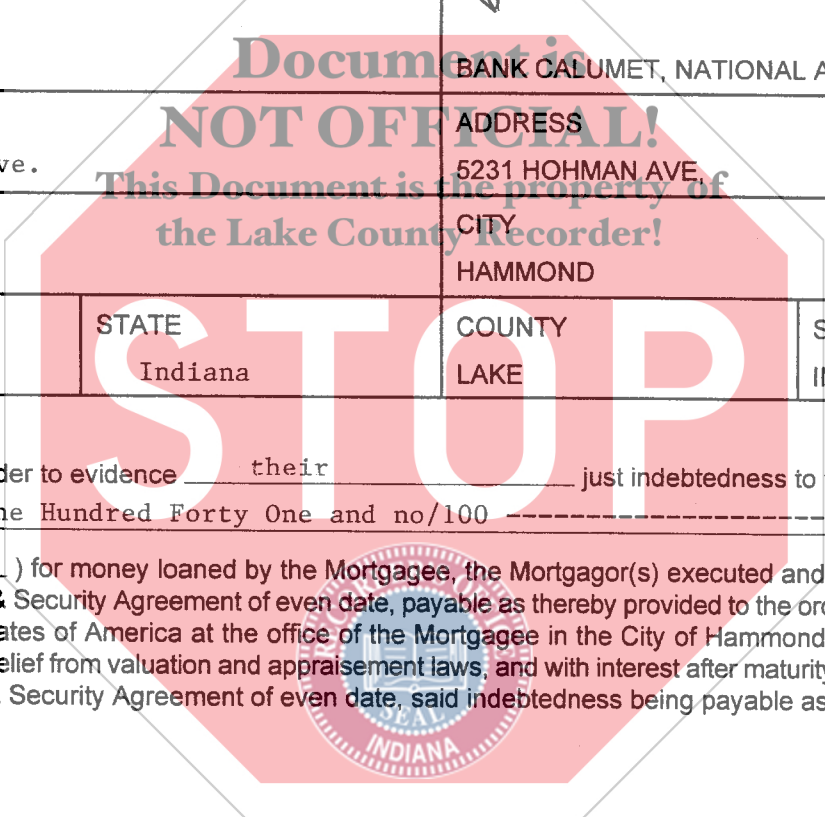 Document is
BANK CALUMET, NATIONAL
NOT OFFICIAL!
ADDRESS
ve.
5231 HOHMAN AVE,
This Document is the property of
the Lake County Recorder!
CITY
HAMMOND
STATE
COUNTY
Indiana
LAKE
STOP
der to evidence their just indebtedness to
Hundred Forty One and no/100 --------------------
) for money loaned by the Mortgagee, the Mortgagor(s) executed and
& Security Agreement of even date, payable as thereby provided to the
ates of America at the office of the Mortgagee in the City of Hammond
elief from valuation and appraisement laws, and with interest after maturity
Security Agreement of even date, said indebtedness being payable as
SEAL
INDIANA